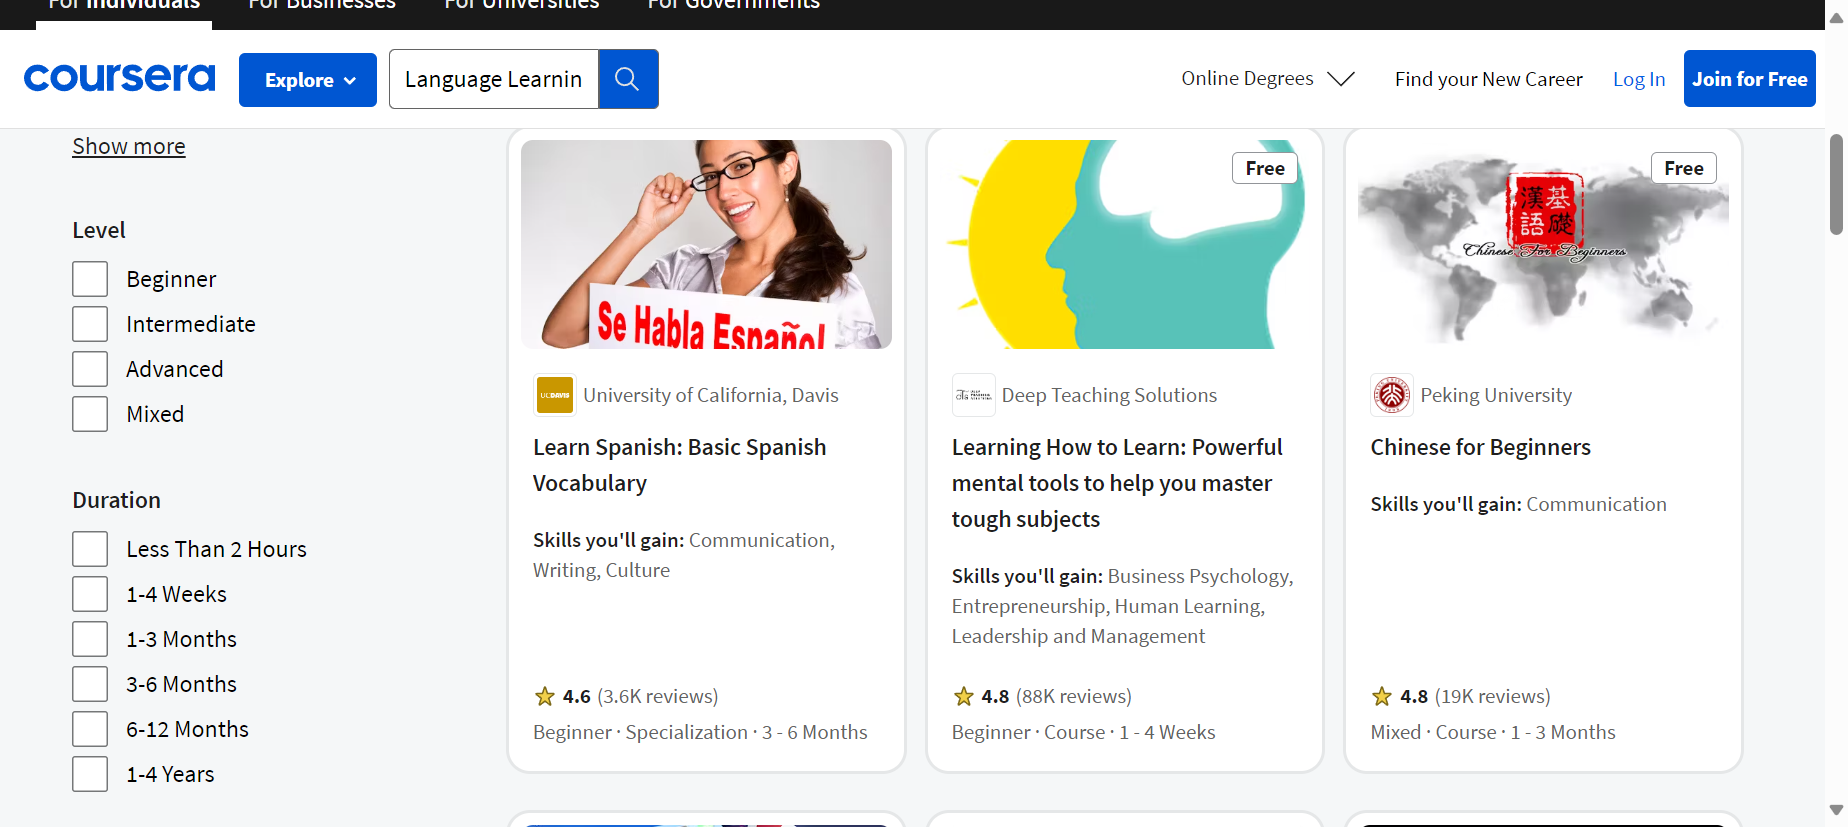 For Individuals
For Businesses
For Universities
For Governments
coursera
Explore
Language Learnin
Online Degrees
Find your New Career
Log In
Join for Free
Show more
Level
Beginner
Intermediate
Advanced
Mixed
Duration
Less Than 2 Hours
1-4 Weeks
1-3 Months
3-6 Months
6-12 Months
1-4 Years
Se Habla Español
UCDAVIS
University of California, Davis
Learn Spanish: Basic Spanish
Vocabulary
Skills you'll gain: Communication,
Writing, Culture
4.6 (3.6K reviews)
Beginner · Specialization · 3 - 6 Months
Free
Deep Teaching Solutions
Learning How to Learn: Powerful
mental tools to help you master
tough subjects
Skills you'll gain: Business Psychology,
Entrepreneurship, Human Learning,
Leadership and Management
4.8 (88K reviews)
Beginner · Course · 1 - 4 Weeks
Free
基礎
漢語
Chinese For Beginners
Peking University
Chinese for Beginners
Skills you'll gain: Communication
4.8 (19K reviews)
Mixed · Course · 1 - 3 Months